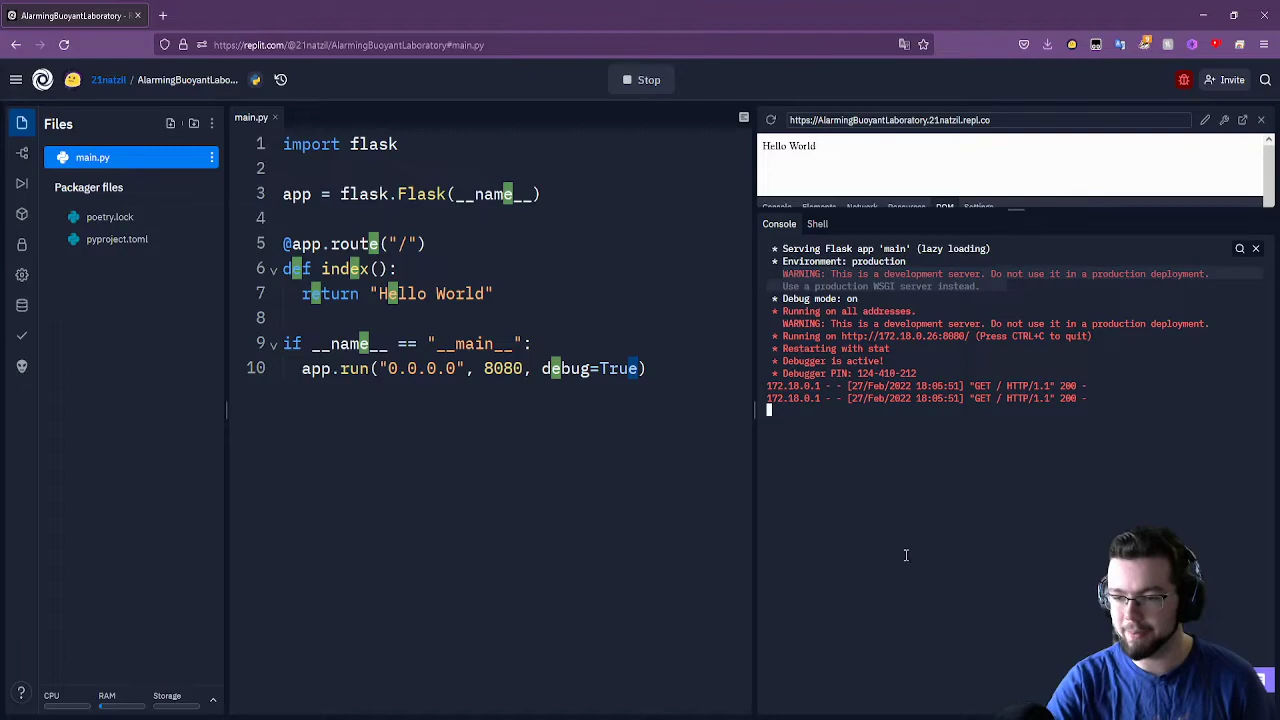 AlarmingBuoyantLaboratory - R
https://replit.com/@21natzil/AlarmingBuoyantLaboratory#main.py
21natzil / AlarmingBuoyantLabo...
Stop
Invite
Files
main.py
Packager files
poetry.lock
pyproject.toml
CPU
RAM
Storage
main.py
1 import flask
2
3 app = flask.Flask(__name__)
4
5 @app.route("/")
6 def index():
7 return "Hello World"
8
9 if __name__ == "__main__":
10 app.run("0.0.0.0", 8080, debug=True)
https://AlarmingBuoyantLaboratory.21natzil.repl.co
Hello World
Console Elements Network Resources DOM Settings
Console Shell
* Serving Flask app 'main' (lazy loading)
* Environment: production
WARNING: This is a development server. Do not use it in a production deployment.
Use a production WSGI server instead.
* Debug mode: on
* Running on all addresses.
WARNING: This is a development server. Do not use it in a production deployment.
* Running on http://172.18.0.26:8080/ (Press CTRL+C to quit)
* Restarting with stat
* Debugger is active!
* Debugger PIN: 124-410-212
172.18.0.1 - - [27/Feb/2022 18:05:51] "GET / HTTP/1.1" 200 -
172.18.0.1 - - [27/Feb/2022 18:05:51] "GET / HTTP/1.1" 200 -